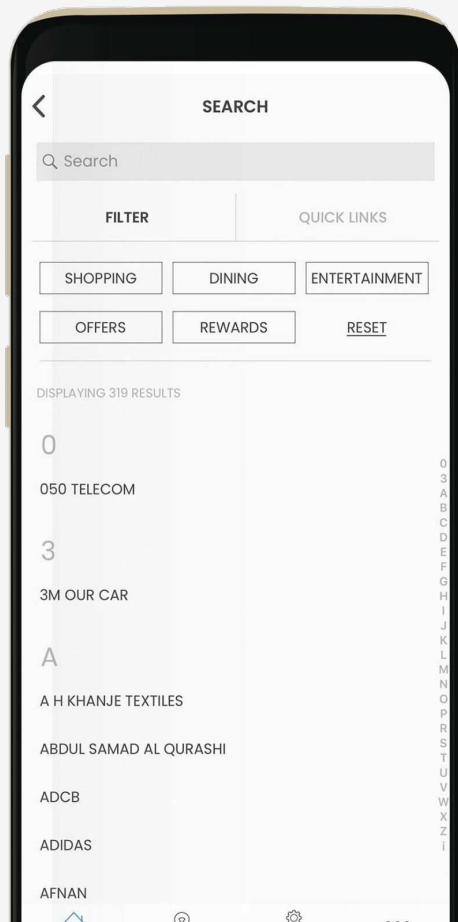 SEARCH
Search
FILTER QUICK LINKS
SHOPPING DINING ENTERTAINMENT
OFFERS REWARDS RESET
DISPLAYING 319 RESULTS
0
050 TELECOM
3
3M OUR CAR
A
A H KHANJE TEXTILES
ABDUL SAMAD AL QURASHI
ADCB
ADIDAS
AFNAN
0
3
A
B
C
D
E
F
G
H
I
J
K
L
M
N
O
P
R
S
T
U
V
W
X
Z
i